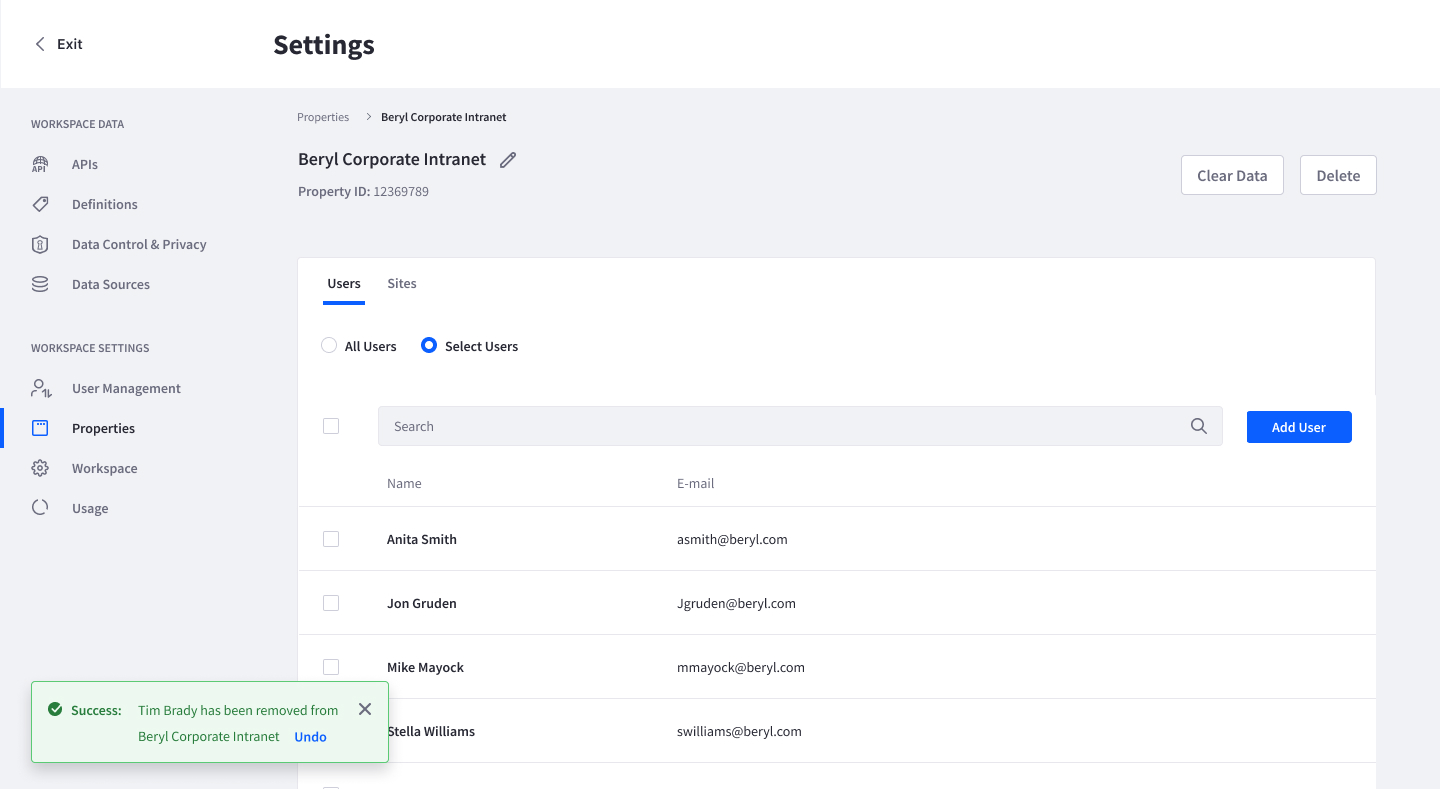 Exit
Settings
WORKSPACE DATA
API
APIs
Definitions
Data Control & Privacy
Data Sources
WORKSPACE SETTINGS
User Management
Properties
Workspace
Usage
Properties > Beryl Corporate Intranet
Beryl Corporate Intranet
Property ID: 12369789
Clear Data
Delete
Users
Sites
All Users
Select Users
Search
Add User
Name
E-mail
Anita Smith
asmith@beryl.com
Jon Gruden
Jgruden@beryl.com
Mike Mayock
mmayock@beryl.com
Stella Williams
swilliams@beryl.com
Success: Tim Brady has been removed from
Beryl Corporate Intranet Undo